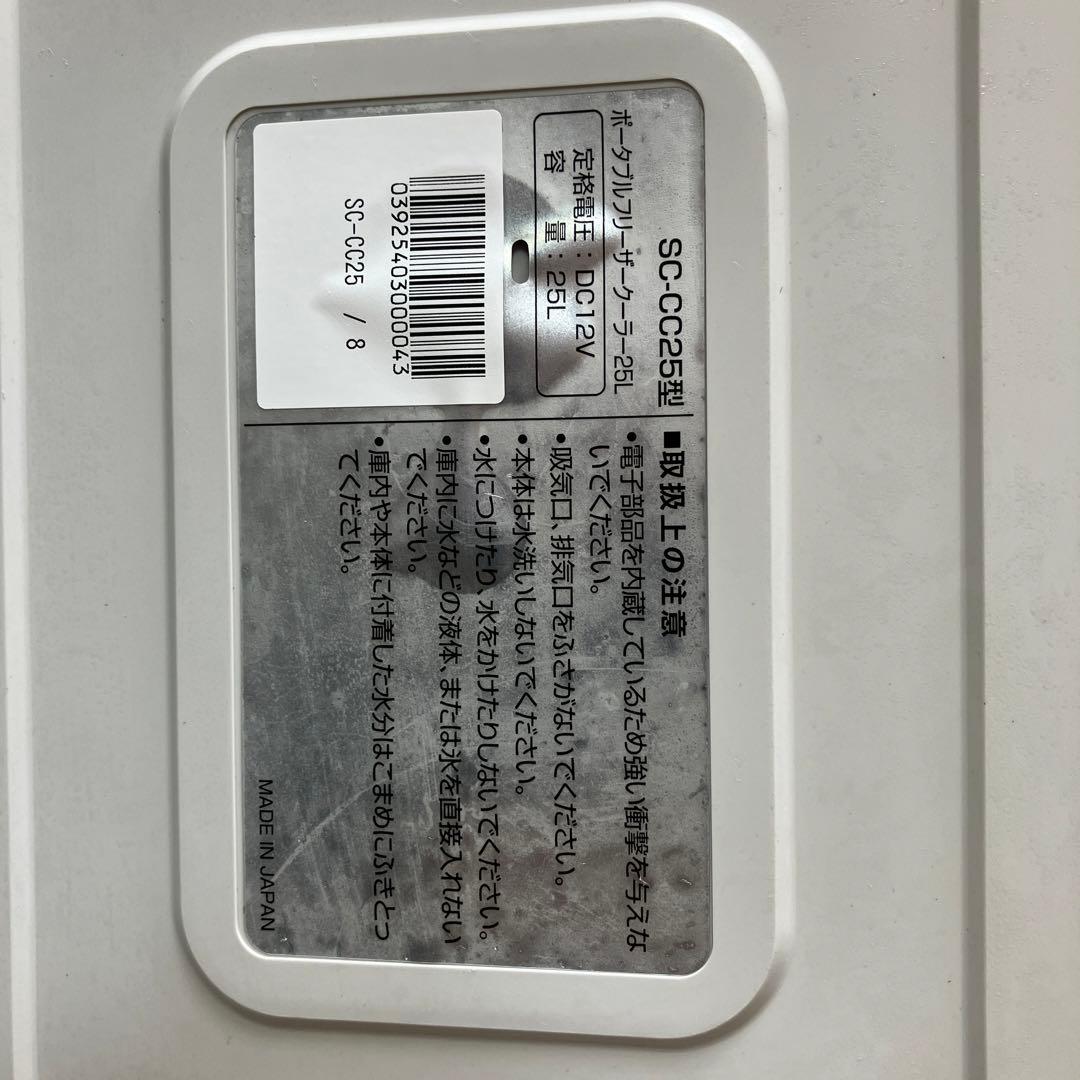 SC-CC25型
ポータブルフリーザークーラー25L
定格電圧：DC12V
容　量：25L
0392540300004​3
SC-CC25 / 8
■取扱上の注意
•電子部品を内蔵しているため強い衝撃を与えな
いでください。
•吸気口、排気口をふさがないでください。
•本体は水洗いしないでください。
•水につけたり、水をかけたりしないでください。
•庫内に水などの液体、または氷を直接入れない
でください。
•庫内や本体に付着した水分はこまめにふきとっ
てください。
MADE IN JAPAN